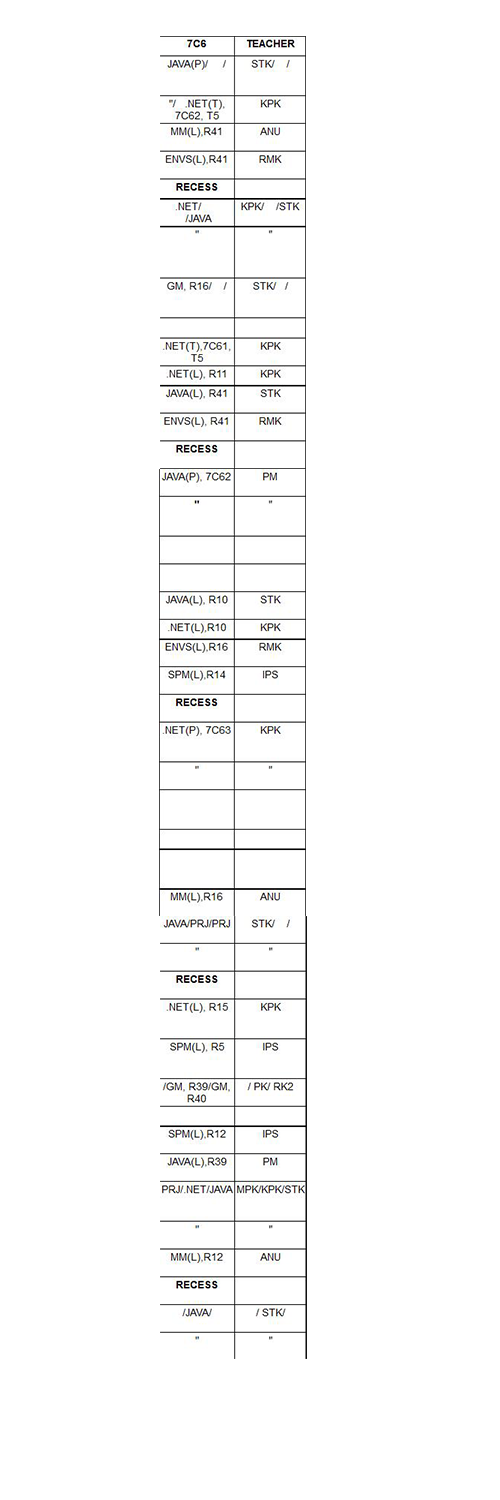 7C6 TEACHER
JAVA(P)/ / STK/ /
"/ .NET(T), KPK
7C62, T5
MM(L),R41 ANU
ENVS(L),R41 RMK
RECESS
.NET/ KPK/ /STK
/JAVA
" "
GM, R16/ / STK/ /
.NET(T),7C61, KPK
T5
.NET(L), R11 KPK
JAVA(L), R41 STK
ENVS(L), R41 RMK
RECESS
JAVA(P), 7C62 PM
" "
JAVA(L), R10 STK
.NET(L),R10 KPK
ENVS(L),R16 RMK
SPM(L),R14 IPS
RECESS
.NET(P), 7C63 KPK
" "
MM(L),R16 ANU
JAVA/PRJ/PRJ STK/ /
" "
RECESS
.NET(L), R15 KPK
SPM(L), R5 IPS
/GM, R39/GM, / PK/ RK2
R40
SPM(L),R12 IPS
JAVA(L),R39 PM
PRJ/.NET/JAVA MPK/KPK/STK
" "
MM(L),R12 ANU
RECESS
/JAVA/ / STK/
" "